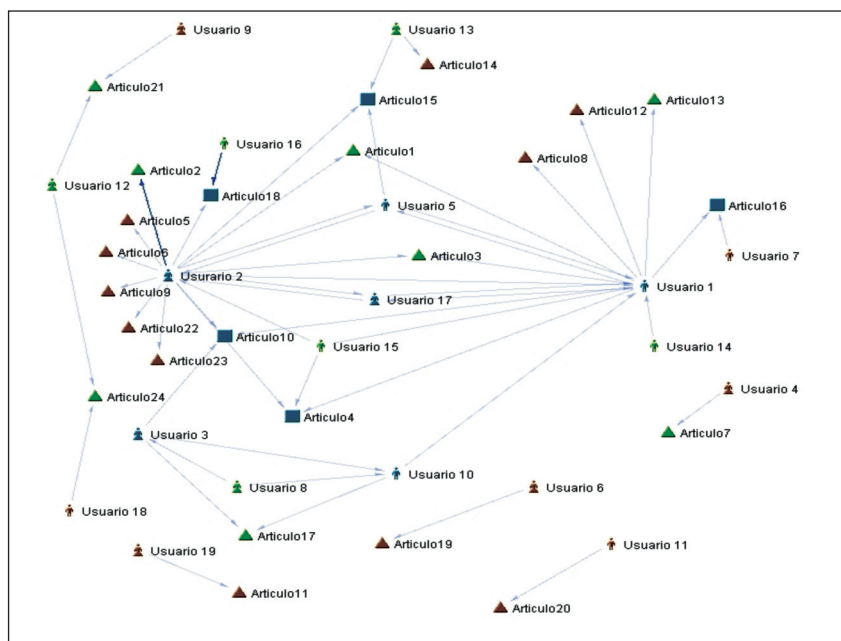 Usuario 9
Usuario 13
Articulo14
Articulo21
Articulo15
Articulo12
Articulo13
Usuario 16
Articulo1
Articulo8
Articulo2
Usuario 12
Articulo18
Usuario 5
Articulo16
Articulo5
Articulo6
Articulo3
Usuario 7
Usurario 2
Usuario 1
Articulo9
Usuario 17
Articulo22
Articulo10
Usuario 15
Usuario 14
Articulo23
Usuario 4
Articulo24
Articulo4
Usuario 3
Articulo7
Usuario 10
Usuario 8
Usuario 6
Usuario 18
Articulo17
Articulo19
Usuario 11
Usuario 19
Articulo11
Articulo20